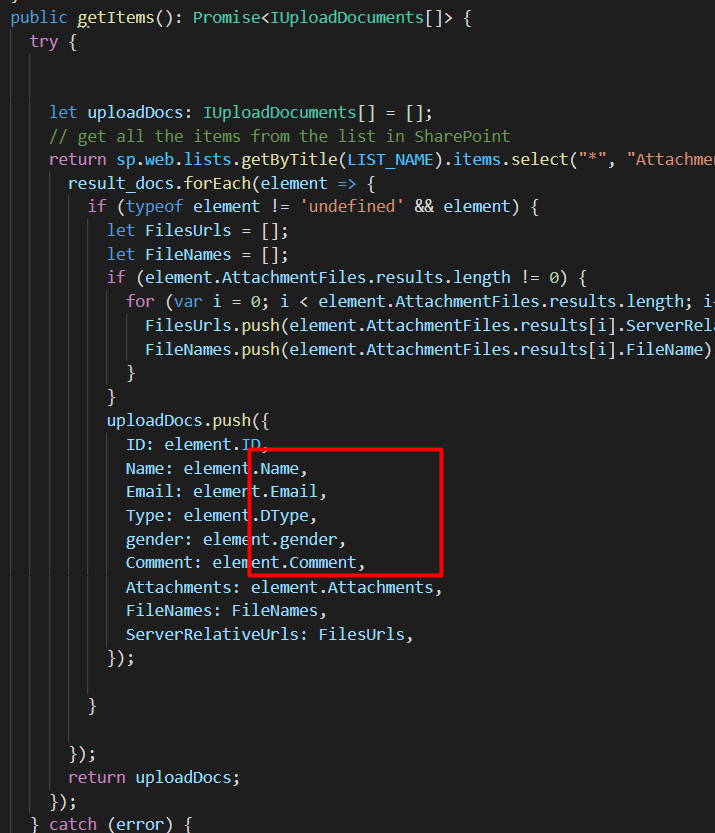 public getItems(): Promise<IUploadDocuments[]> {
try {
let uploadDocs: IUploadDocuments[] = [];
// get all the items from the list in SharePoint
return sp.web.lists.getByTitle(LIST_NAME).items.select("*", "Attachmen
result_docs.forEach(element => {
if (typeof element != 'undefined' && element) {
let FilesUrls = [];
let FileNames = [];
if (element.AttachmentFiles.results.length != 0) {
for (var i = 0; i < element.AttachmentFiles.results.length; i
FilesUrls.push(element.AttachmentFiles.results[i].ServerRela
FileNames.push(element.AttachmentFiles.results[i].FileName)
}
}
uploadDocs.push({
ID: element.ID,
Name: element.Name,
Email: element.Email,
Type: element.DType,
gender: element.gender,
Comment: element.Comment,
Attachments: element.Attachments,
FileNames: FileNames,
ServerRelativeUrls: FilesUrls,
});
}
});
return uploadDocs;
});
} catch (error) {